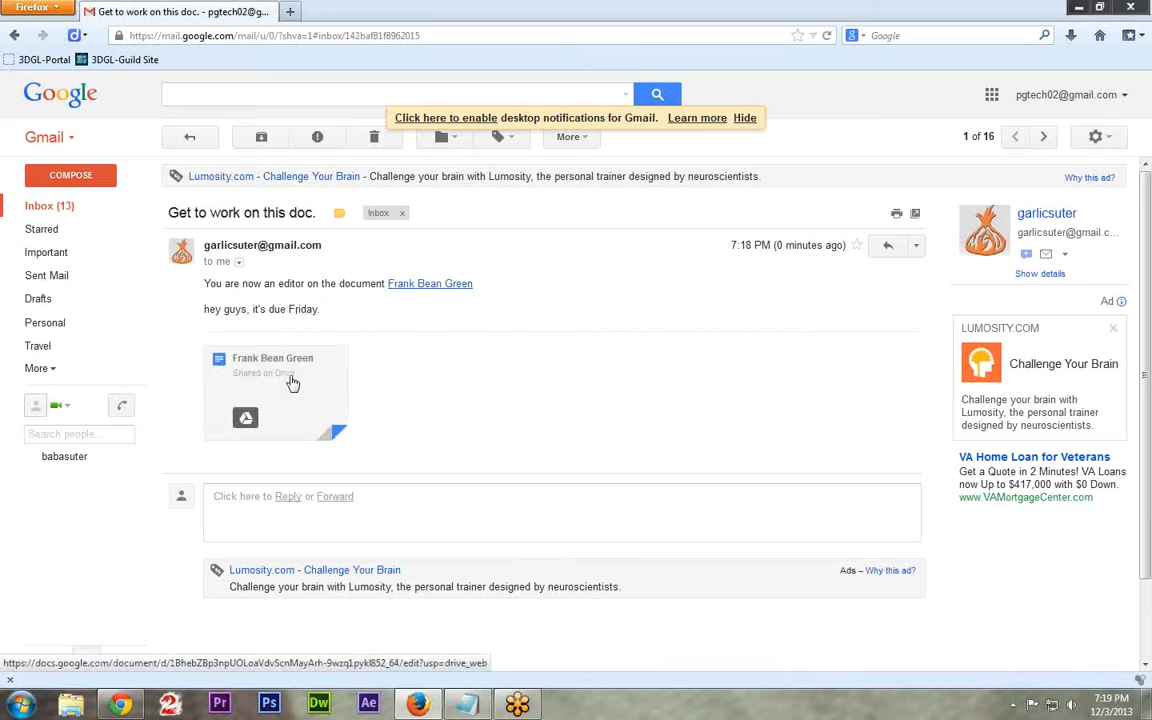 Firefox
Get to work on this doc. - pgtech02@g...
https://mail.google.com/mail/u/0/?shva=1#inbox/142baf81f8962015
Google
3DGL-Portal
3DGL-Guild Site
Google
pgtech02@gmail.com
Click here to enable desktop notifications for Gmail. Learn more Hide
Gmail
More
1 of 16
COMPOSE
Lumosity.com - Challenge Your Brain - Challenge your brain with Lumosity, the personal trainer designed by neuroscientists.
Why this ad?
Inbox (13)
Starred
Important
Sent Mail
Drafts
Personal
Travel
More
Search people...
babasuter
Get to work on this doc.
Inbox x
garlicsuter@gmail.com
7:18 PM (0 minutes ago)
to me
You are now an editor on the document Frank Bean Green
hey guys, it's due Friday.
Frank Bean Green
Shared on Drive
Click here to Reply or Forward
Lumosity.com - Challenge Your Brain
Ads – Why this ad?
Challenge your brain with Lumosity, the personal trainer designed by neuroscientists.
garlicsuter
garlicsuter@gmail.c...
Show details
Ad
LUMOSITY.COM
Challenge Your Brain
Challenge your brain with
Lumosity, the personal trainer
designed by neuroscientists.
VA Home Loan for Veterans
Get a Quote in 2 Minutes! VA Loans
now Up to $417,000 with $0 Down.
www.VAMortgageCenter.com
Pr
Ps
Dw
Ae
7:19 PM
12/3/2013